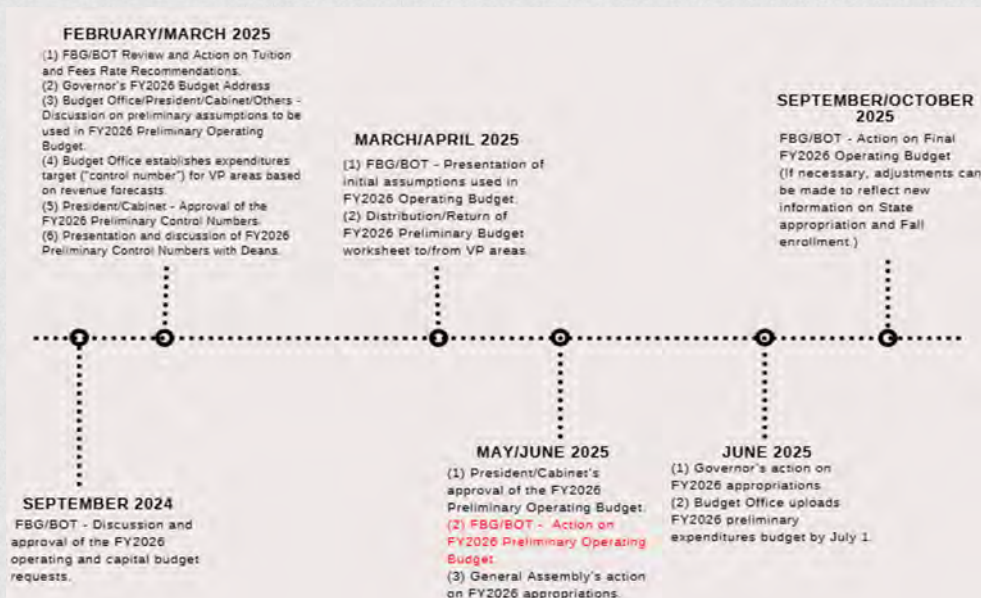 FEBRUARY/MARCH 2025
(1) FBG/BOT Review and Action on Tuition
and Fees Rate Recommendations.
(2) Governor's FY2026 Budget Address
(3) Budget Office/President/Cabinet/Others -
Discussion on preliminary assumptions to be
used in FY2026 Preliminary Operating
Budget.
(4) Budget Office establishes expenditures
target ("control number") for VP areas based
on revenue forecasts.
(5) President/Cabinet - Approval of the
FY2026 Preliminary Control Numbers.
(6) Presentation and discussion of FY2026
Preliminary Control Numbers with Deans.
MARCH/APRIL 2025
(1) FBG/BOT - Presentation of
initial assumptions used in
FY2026 Operating Budget.
(2) Distribution/Return of
FY2026 Preliminary Budget
worksheet to/from VP areas.
SEPTEMBER/OCTOBER
2025
FBG/BOT - Action on Final
FY2026 Operating Budget
(If necessary, adjustments can
be made to reflect new
information on State
appropriation and Fall
enrollment.)
SEPTEMBER 2024
FBG/BOT - Discussion and
approval of the FY2026
operating and capital budget
requests.
MAY/JUNE 2025
(1) President/Cabinet's
approval of the FY2026
Preliminary Operating Budget.
(2) FBG/BOT - Action on
FY2026 Preliminary Operating
Budget
(3) General Assembly's action
on FY2026 appropriations.
JUNE 2025
(1) Governor's action on
FY2026 appropriations
(2) Budget Office uploads
FY2026 preliminary
expenditures budget by July 1.